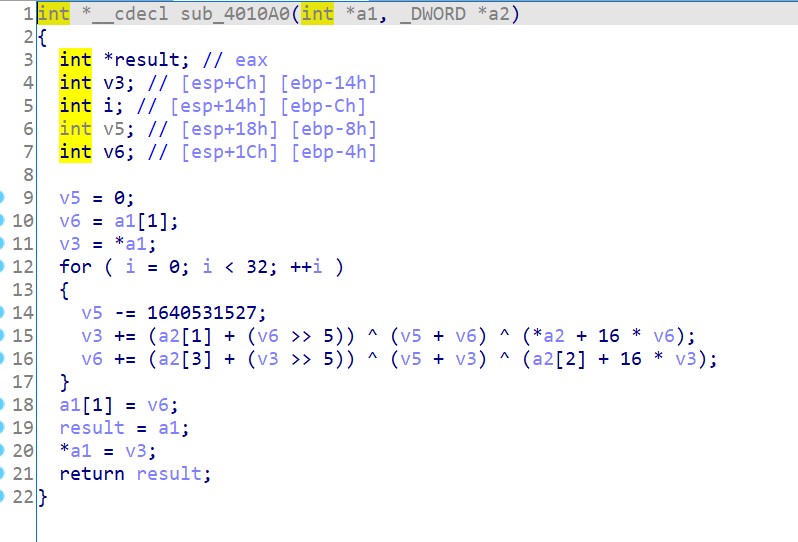 1 int *__cdecl sub_4010A0(int *a1, _DWORD *a2)
2 {
3 int *result; // eax
4 int v3; // [esp+Ch] [ebp-14h]
5 int i; // [esp+14h] [ebp-Ch]
6 int v5; // [esp+18h] [ebp-8h]
7 int v6; // [esp+1Ch] [ebp-4h]
8
9 v5 = 0;
10 v6 = a1[1];
11 v3 = *a1;
12 for ( i = 0; i < 32; ++i )
13 {
14 v5 -= 1640531527;
15 v3 += (a2[1] + (v6 >> 5)) ^ (v5 + v6) ^ (*a2 + 16 * v6);
16 v6 += (a2[3] + (v3 >> 5)) ^ (v5 + v3) ^ (a2[2] + 16 * v3);
17 }
18 a1[1] = v6;
19 result = a1;
20 *a1 = v3;
21 return result;
22 }